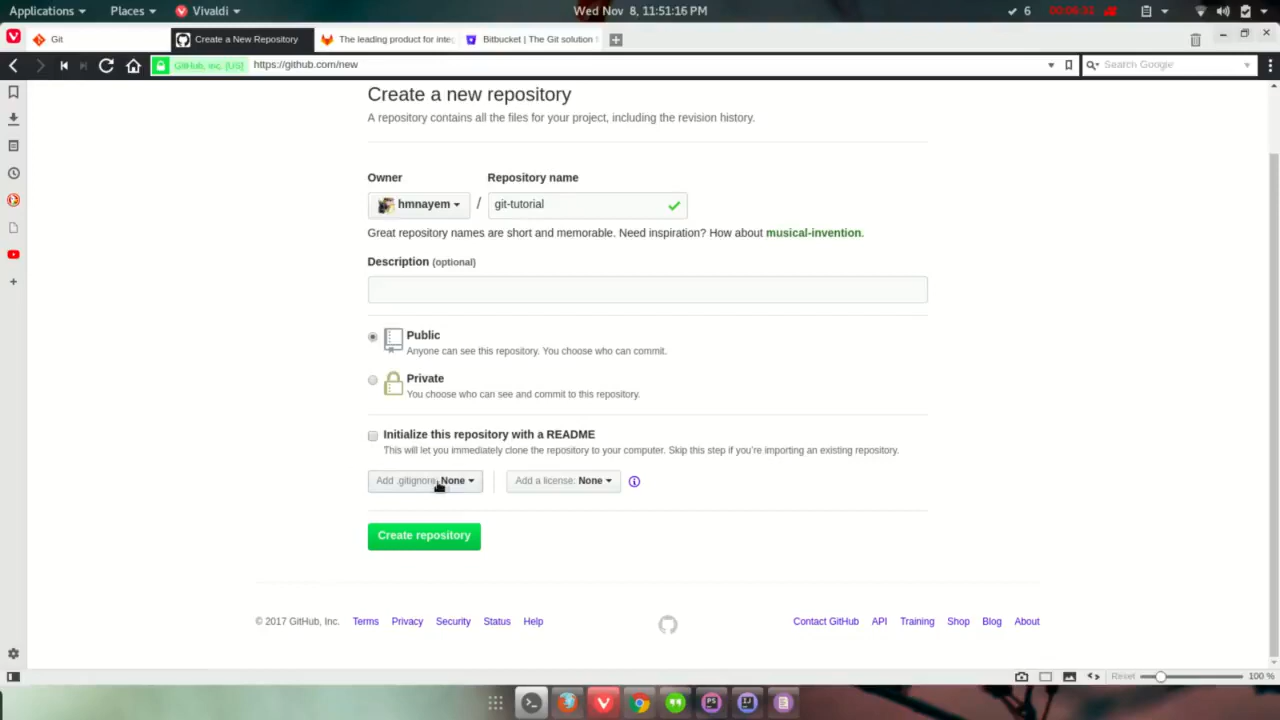 Applications
Places
Vivaldi
Wed Nov 8, 11:51:16 PM
6
00:06:32
Git
Create a New Repository
The leading product for inte
Bitbucket | The Git solution f
GitHub, Inc. [US]
https://github.com/new
Search Google
Create a new repository
A repository contains all the files for your project, including the revision history.
Owner
Repository name
hmnayem
/
git-tutorial
Great repository names are short and memorable. Need inspiration? How about musical-invention.
Description (optional)
Public
Anyone can see this repository. You choose who can commit.
Private
You choose who can see and commit to this repository.
Initialize this repository with a README
This will let you immediately clone the repository to your computer. Skip this step if you're importing an existing repository.
Add .gitignore: None
Add a license: None
Create repository
© 2017 GitHub, Inc.
Terms
Privacy
Security
Status
Help
Contact GitHub
API
Training
Shop
Blog
About
Reset
100 %
PS
IJ